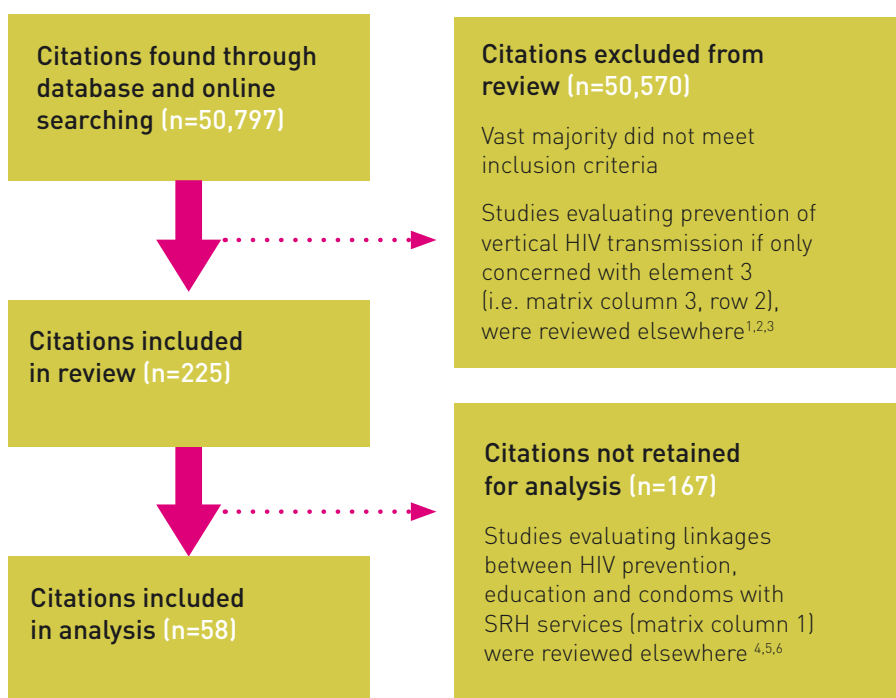 Citations found through
database and online
searching (n=50,797)
Citations excluded from
review (n=50,570)
Vast majority did not meet
inclusion criteria
Studies evaluating prevention of
vertical HIV transmission if only
concerned with element 3
(i.e. matrix column 3, row 2),
were reviewed elsewhere1,2,3
Citations included
in review (n=225)
Citations not retained
for analysis (n=167)
Studies evaluating linkages
between HIV prevention,
education and condoms with
SRH services (matrix column 1)
were reviewed elsewhere 4,5,6
Citations included
in analysis (n=58)